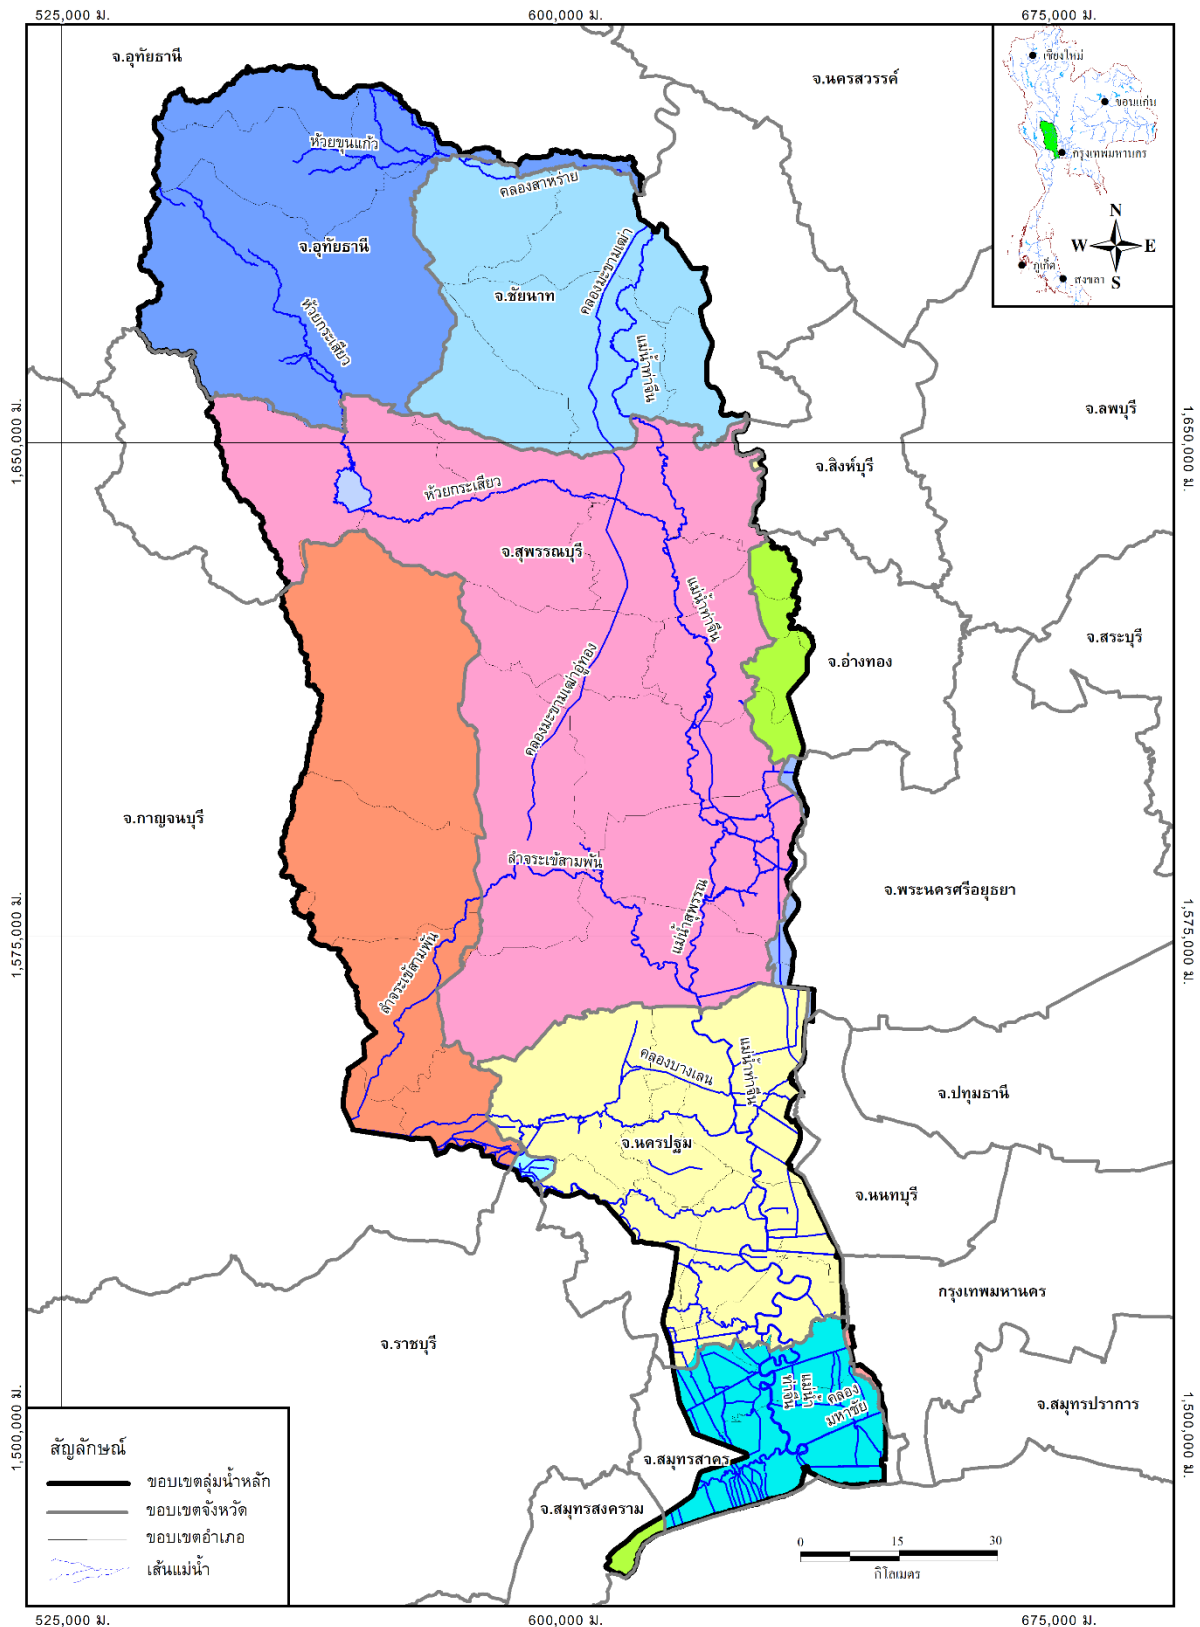 525,000 ม.
600,000 ม.
675,000 ม.
จ.อุทัยธานี
จ.นครสวรรค์
เชียงใหม่
ขอนแก่น
กรุงเทพมหานคร
ภูเก็ต
สงขลา
N
W
E
S
ห้วยขุนแก้ว
คลองสาหร่าย
จ.อุทัยธานี
จ.ชัยนาท
คลองมะขามเฒ่า
ห้วยกระเสียว
แม่น้ำท่าจีน
จ.ลพบุรี
1,650,000 ม.
1,650,000 ม.
จ.สิงห์บุรี
ห้วยกระเสียว
จ.สุพรรณบุรี
แม่น้ำท่าจีน
จ.สระบุรี
จ.อ่างทอง
คลองมะขามเฒ่าอู่ทอง
จ.กาญจนบุรี
ลำจระเข้สามพัน
จ.พระนครศรีอยุธยา
แม่น้ำสุพรรณ
1,575,000 ม.
1,575,000 ม.
ลำจระเข้สามพัน
คลองบางเลน
แม่น้ำท่าจีน
จ.ปทุมธานี
จ.นครปฐม
จ.นนทบุรี
กรุงเทพมหานคร
จ.ราชบุรี
แม่น้ำ
ท่าจีน
คลอง
มหาชัย
จ.สมุทรปราการ
1,500,000 ม.
1,500,000 ม.
จ.สมุทรสาคร
จ.สมุทรสงคราม
สัญลักษณ์
ขอบเขตลุ่มน้ำหลัก
ขอบเขตจังหวัด
ขอบเขตอำเภอ
เส้นแม่น้ำ
0 15 30
กิโลเมตร
525,000 ม.
600,000 ม.
675,000 ม.